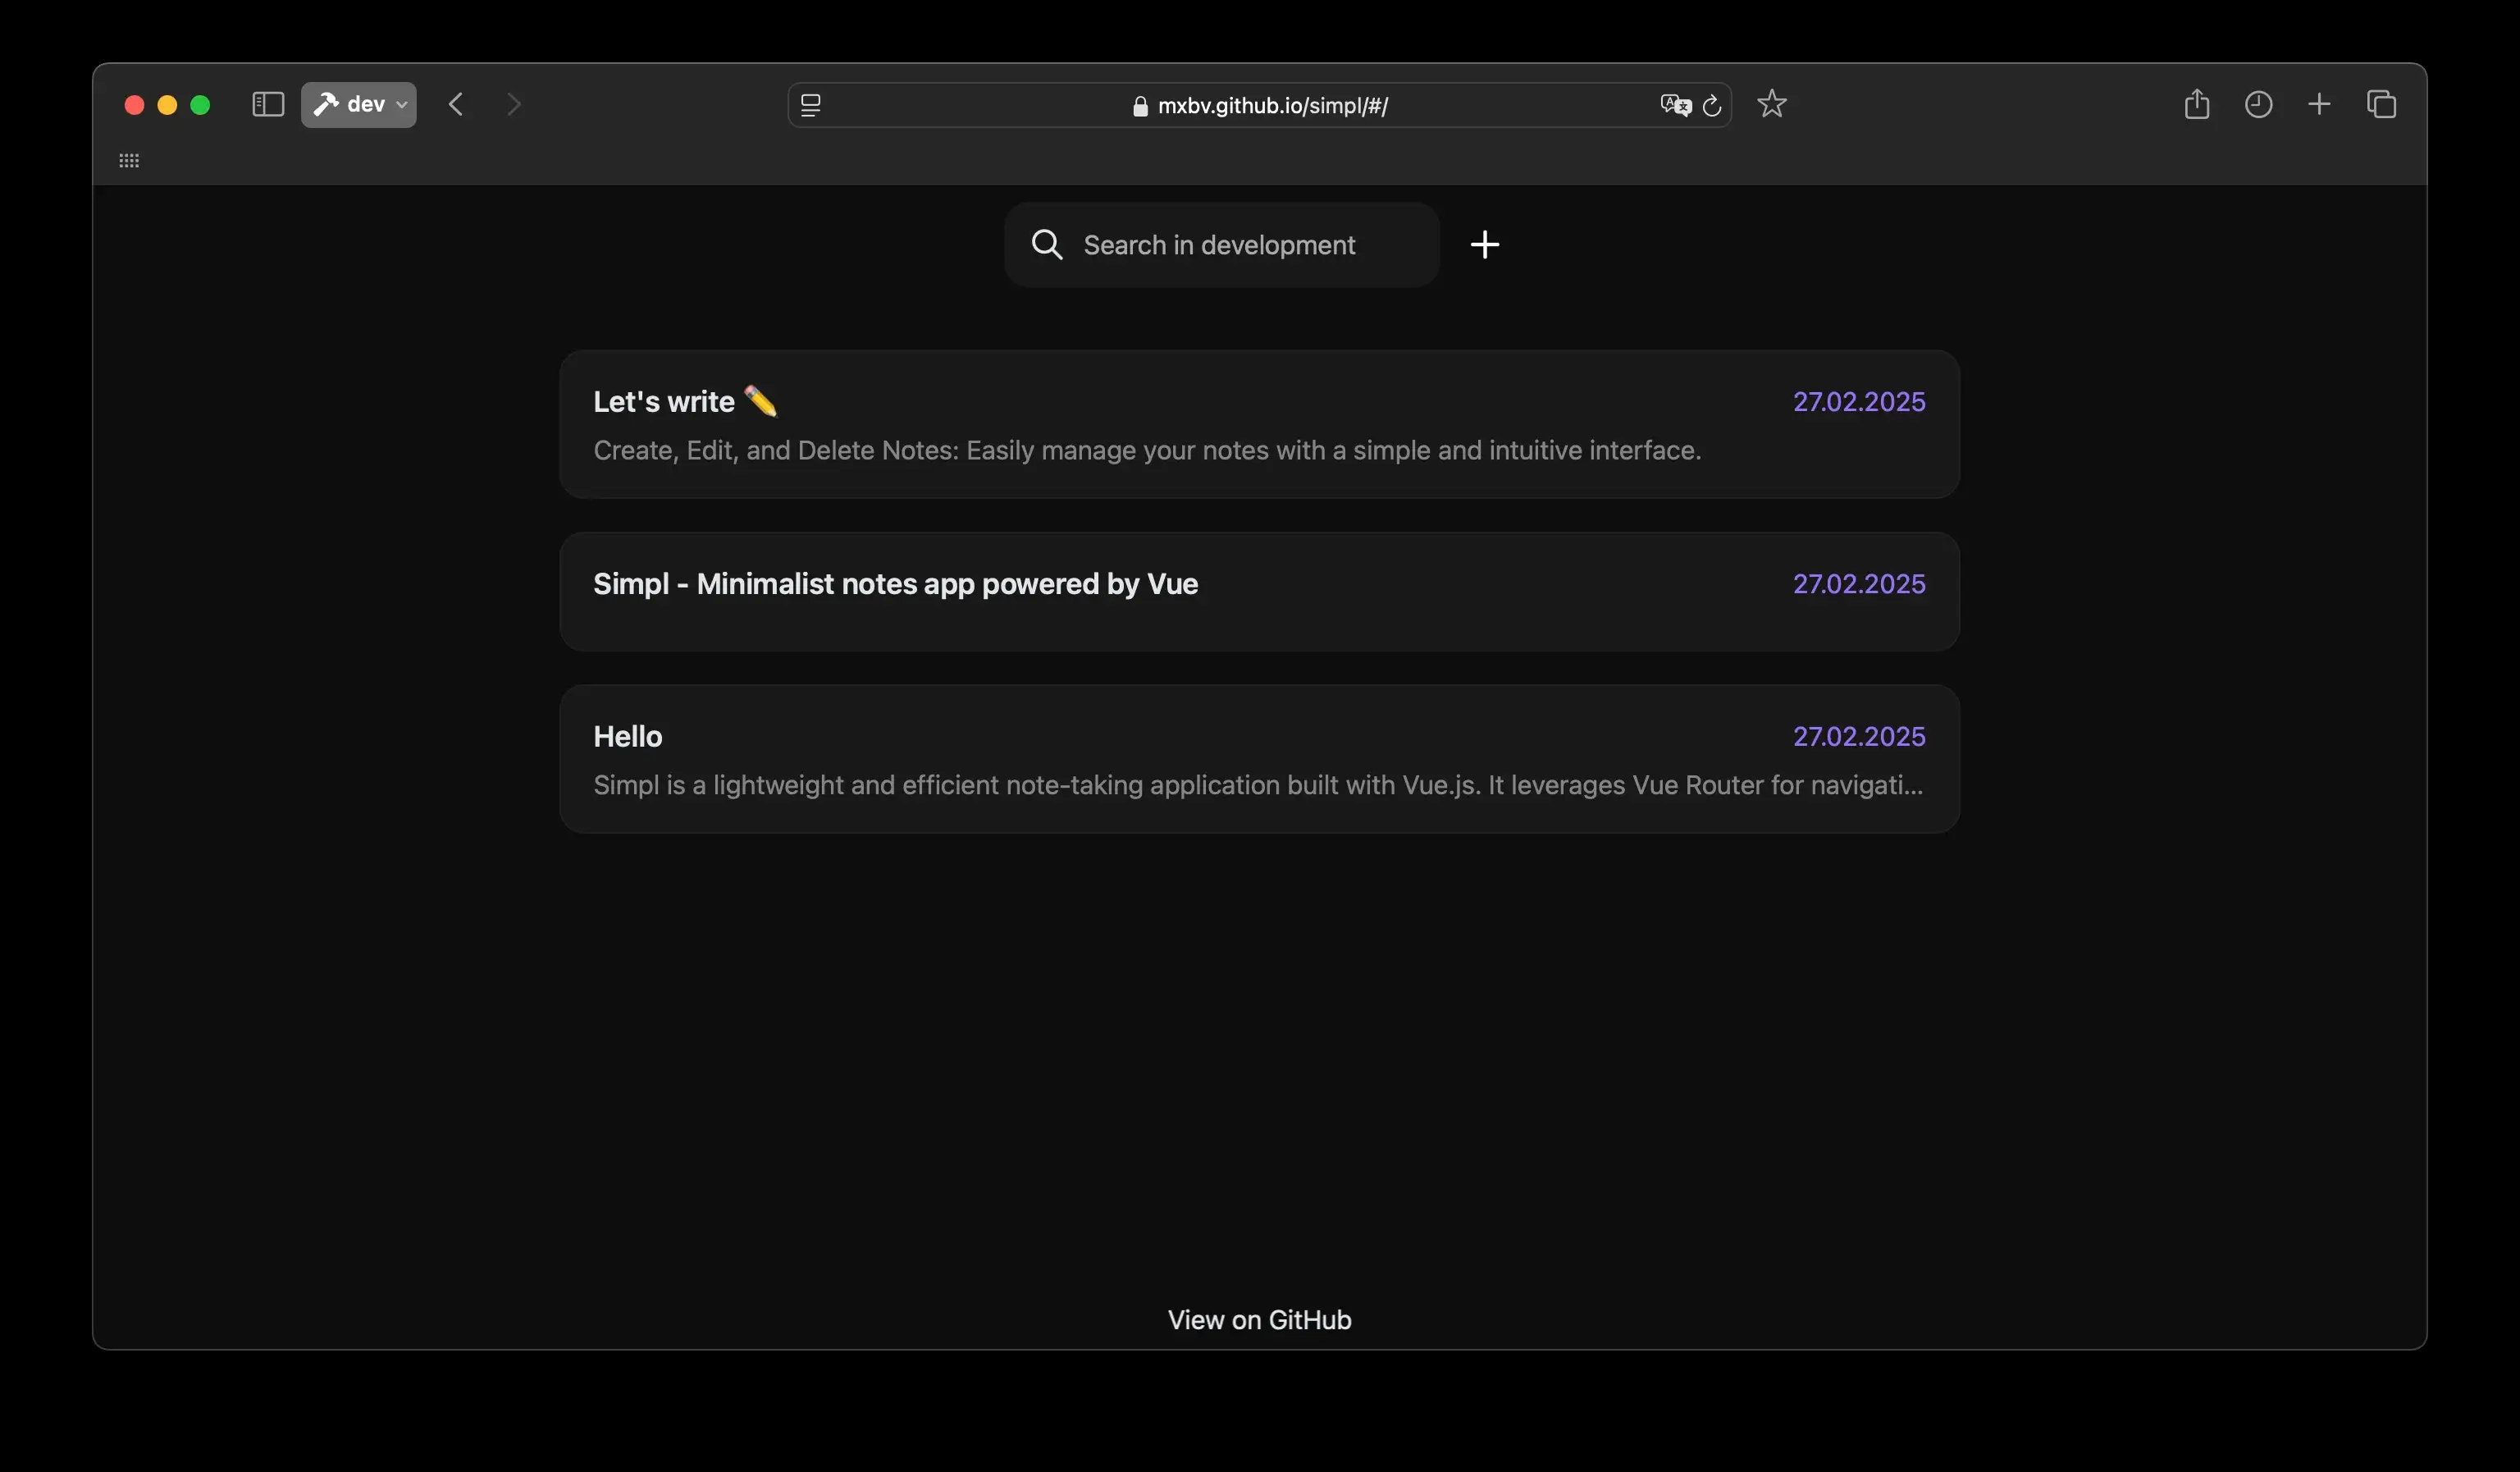 dev
mxbv.github.io/simpl/#/
Search in development
Let's write ✏️
27.02.2025
Create, Edit, and Delete Notes: Easily manage your notes with a simple and intuitive interface.
Simpl - Minimalist notes app powered by Vue
27.02.2025
Hello
27.02.2025
Simpl is a lightweight and efficient note-taking application built with Vue.js. It leverages Vue Router for navigati...
View on GitHub